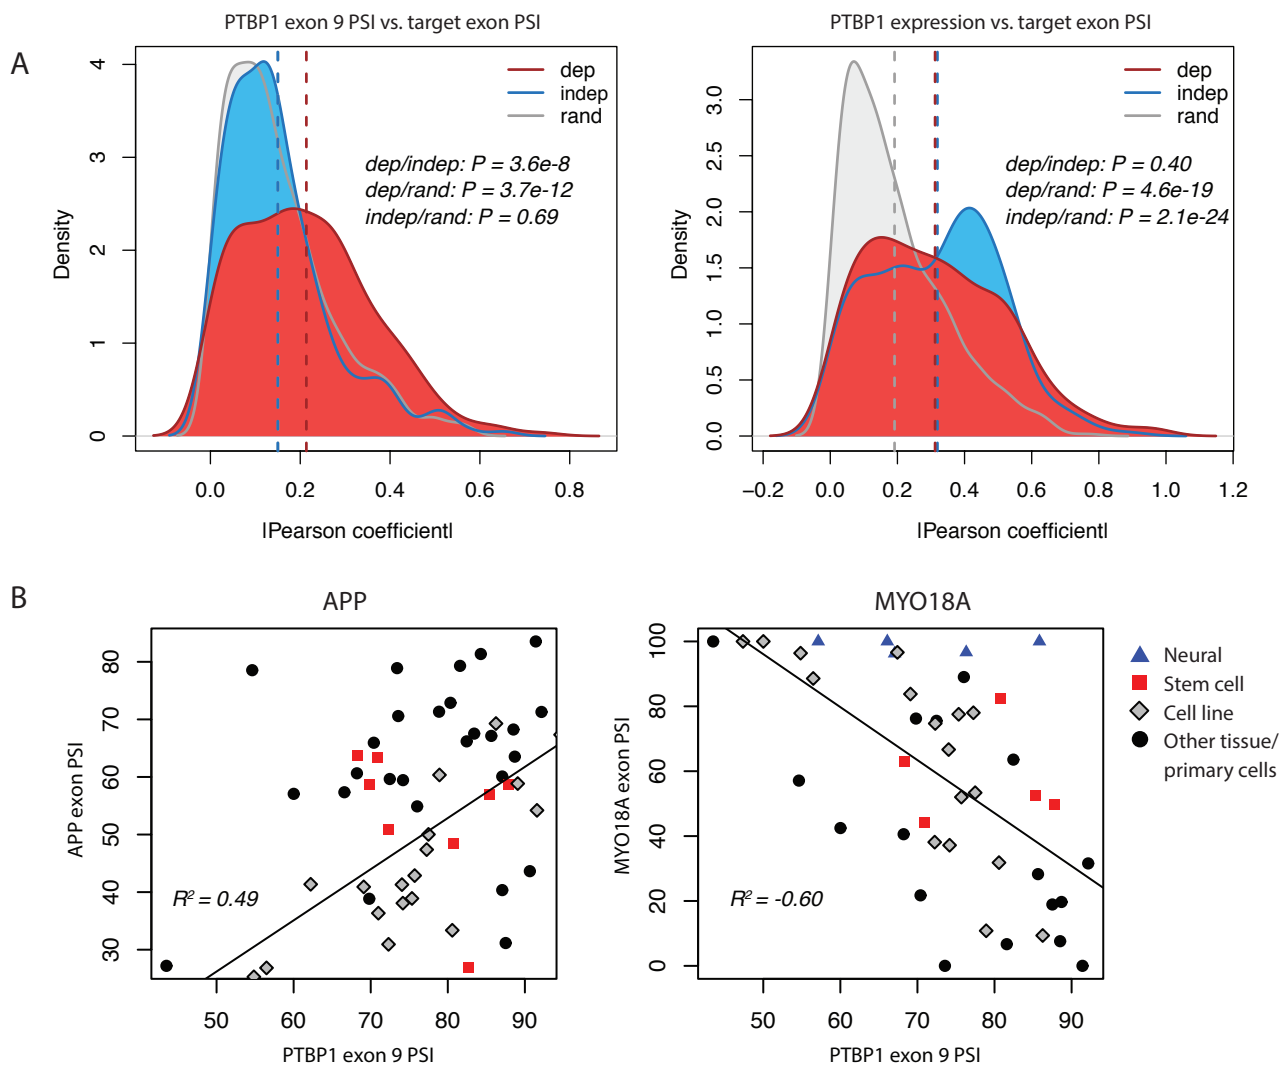 A
PTBP1 exon 9 PSI vs. target exon PSI
Density
0
1
2
3
4
dep
indep
rand
dep/indep: P = 3.6e-8
dep/rand: P = 3.7e-12
indep/rand: P = 0.69
0.0 0.2 0.4 0.6 0.8
|Pearson coefficient|
PTBP1 expression vs. target exon PSI
Density
0.0
0.5
1.0
1.5
2.0
2.5
3.0
dep
indep
rand
dep/indep: P = 0.40
dep/rand: P = 4.6e-19
indep/rand: P = 2.1e-24
−0.2 0.0 0.2 0.4 0.6 0.8 1.0 1.2
|Pearson coefficient|
B
APP
APP exon PSI
30
40
50
60
70
80
R² = 0.49
50 60 70 80 90
PTBP1 exon 9 PSI
MYO18A
MYO18A exon PSI
0
20
40
60
80
100
R² = -0.60
50 60 70 80 90
PTBP1 exon 9 PSI
Neural
Stem cell
Cell line
Other tissue/
primary cells